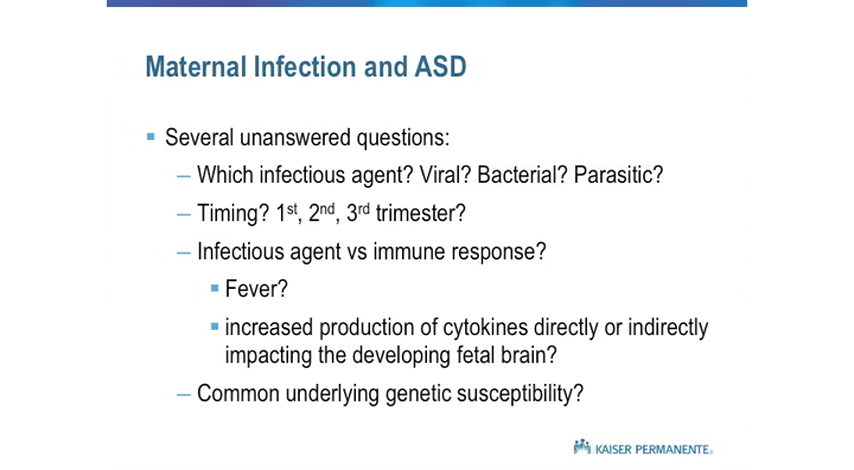 Maternal Infection and ASD
Several unanswered questions:
– Which infectious agent? Viral? Bacterial? Parasitic?
– Timing? 1st, 2nd, 3rd trimester?
– Infectious agent vs immune response?
Fever?
increased production of cytokines directly or indirectly
impacting the developing fetal brain?
– Common underlying genetic susceptibility?
KAISER PERMANENTE®